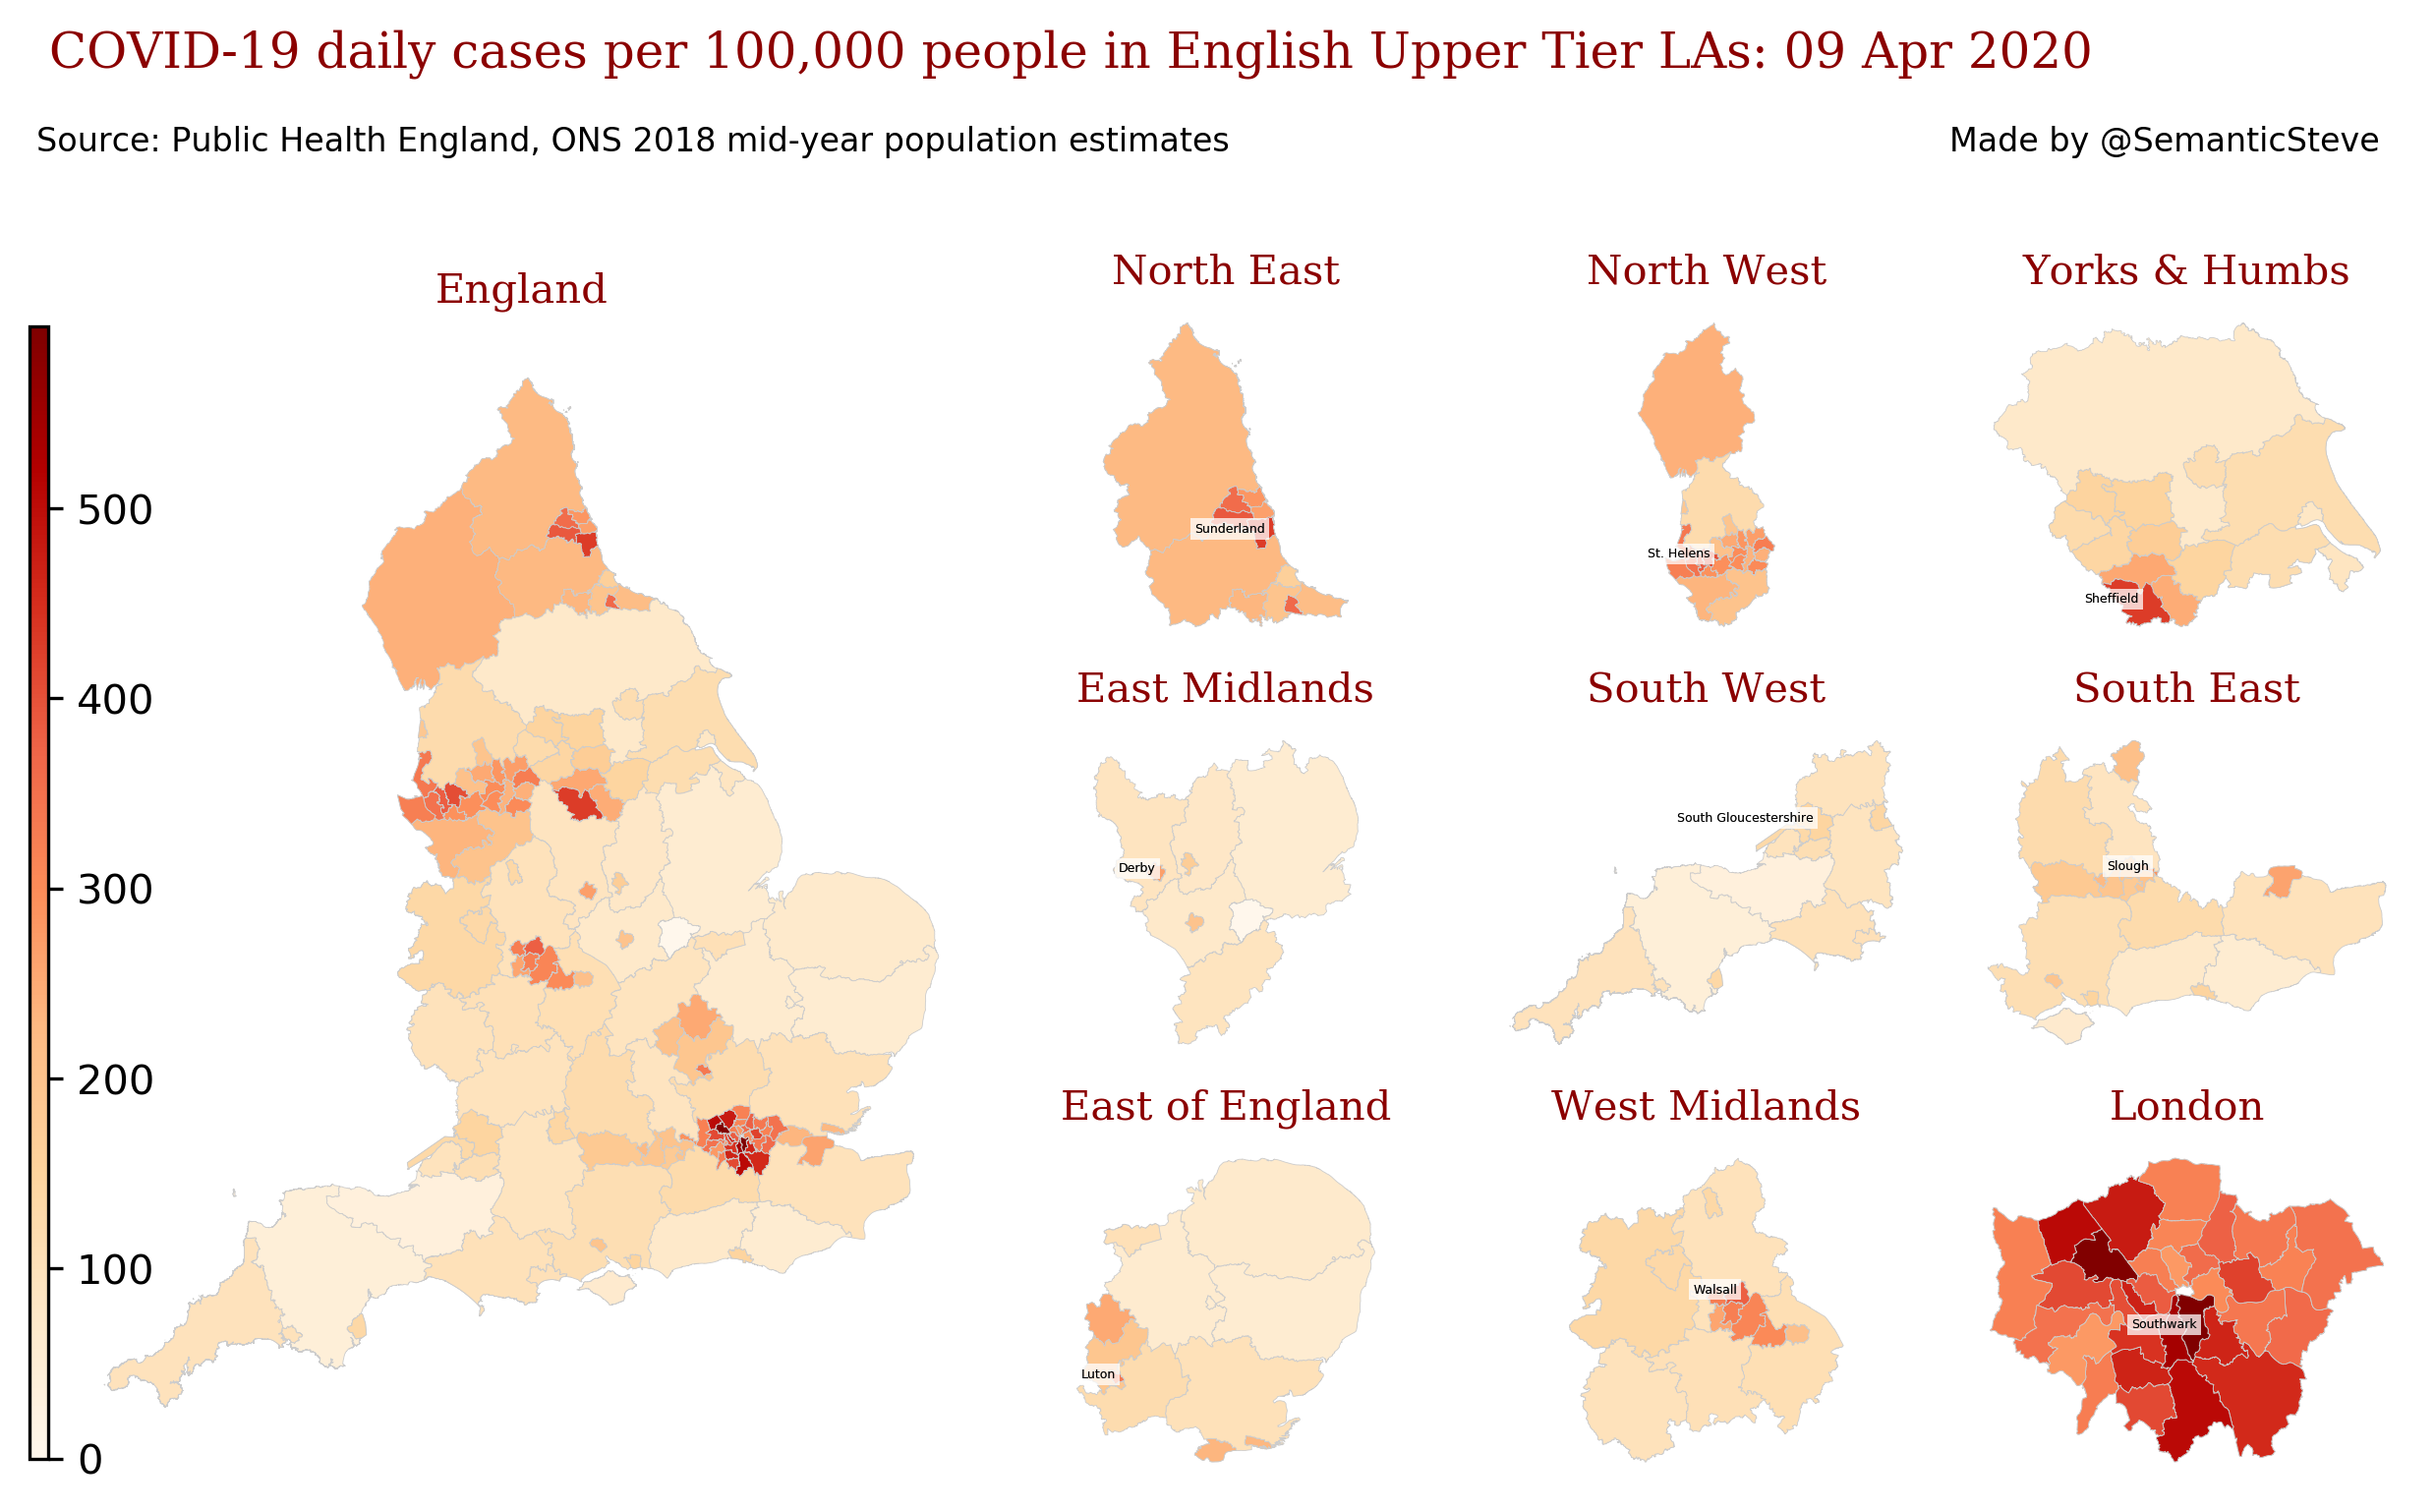 COVID-19 daily cases per 100,000 people in English Upper Tier LAs: 09 Apr 2020
Source: Public Health England, ONS 2018 mid-year population estimates
Made by @SemanticSteve
England
500
400
300
200
100
0
North East
Sunderland
North West
St. Helens
Yorks & Humbs
Sheffield
East Midlands
Derby
South West
South Gloucestershire
South East
Slough
East of England
Luton
West Midlands
Walsall
London
Southwark